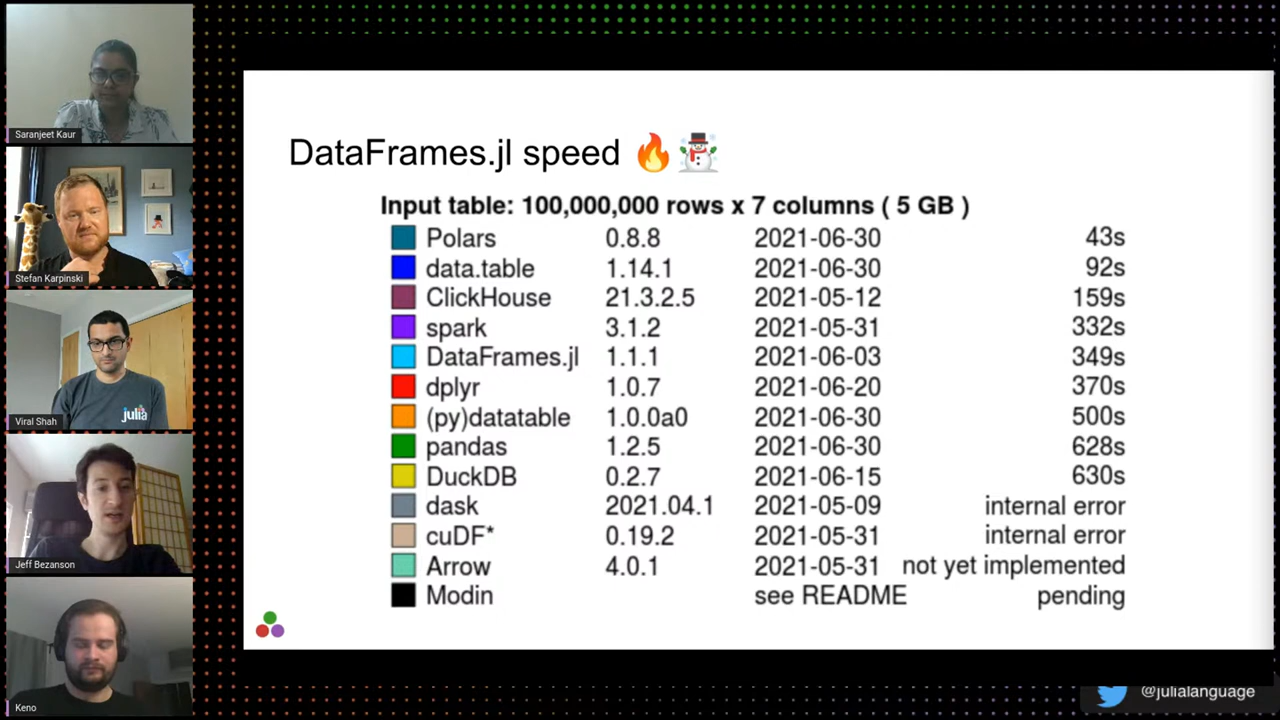 Saranjeet Kaur
Stefan Karpinski
julia
Viral Shah
Jeff Bezanson
Keno
DataFrames.jl speed 🔥☃️
Input table: 100,000,000 rows x 7 columns ( 5 GB )
Polars 0.8.8 2021-06-30 43s
data.table 1.14.1 2021-06-30 92s
ClickHouse 21.3.2.5 2021-05-12 159s
spark 3.1.2 2021-05-31 332s
DataFrames.jl 1.1.1 2021-06-03 349s
dplyr 1.0.7 2021-06-20 370s
(py)datatable 1.0.0a0 2021-06-30 500s
pandas 1.2.5 2021-06-30 628s
DuckDB 0.2.7 2021-06-15 630s
dask 2021.04.1 2021-05-09 internal error
cuDF* 0.19.2 2021-05-31 internal error
Arrow 4.0.1 2021-05-31 not yet implemented
Modin see README pending
@julialanguage